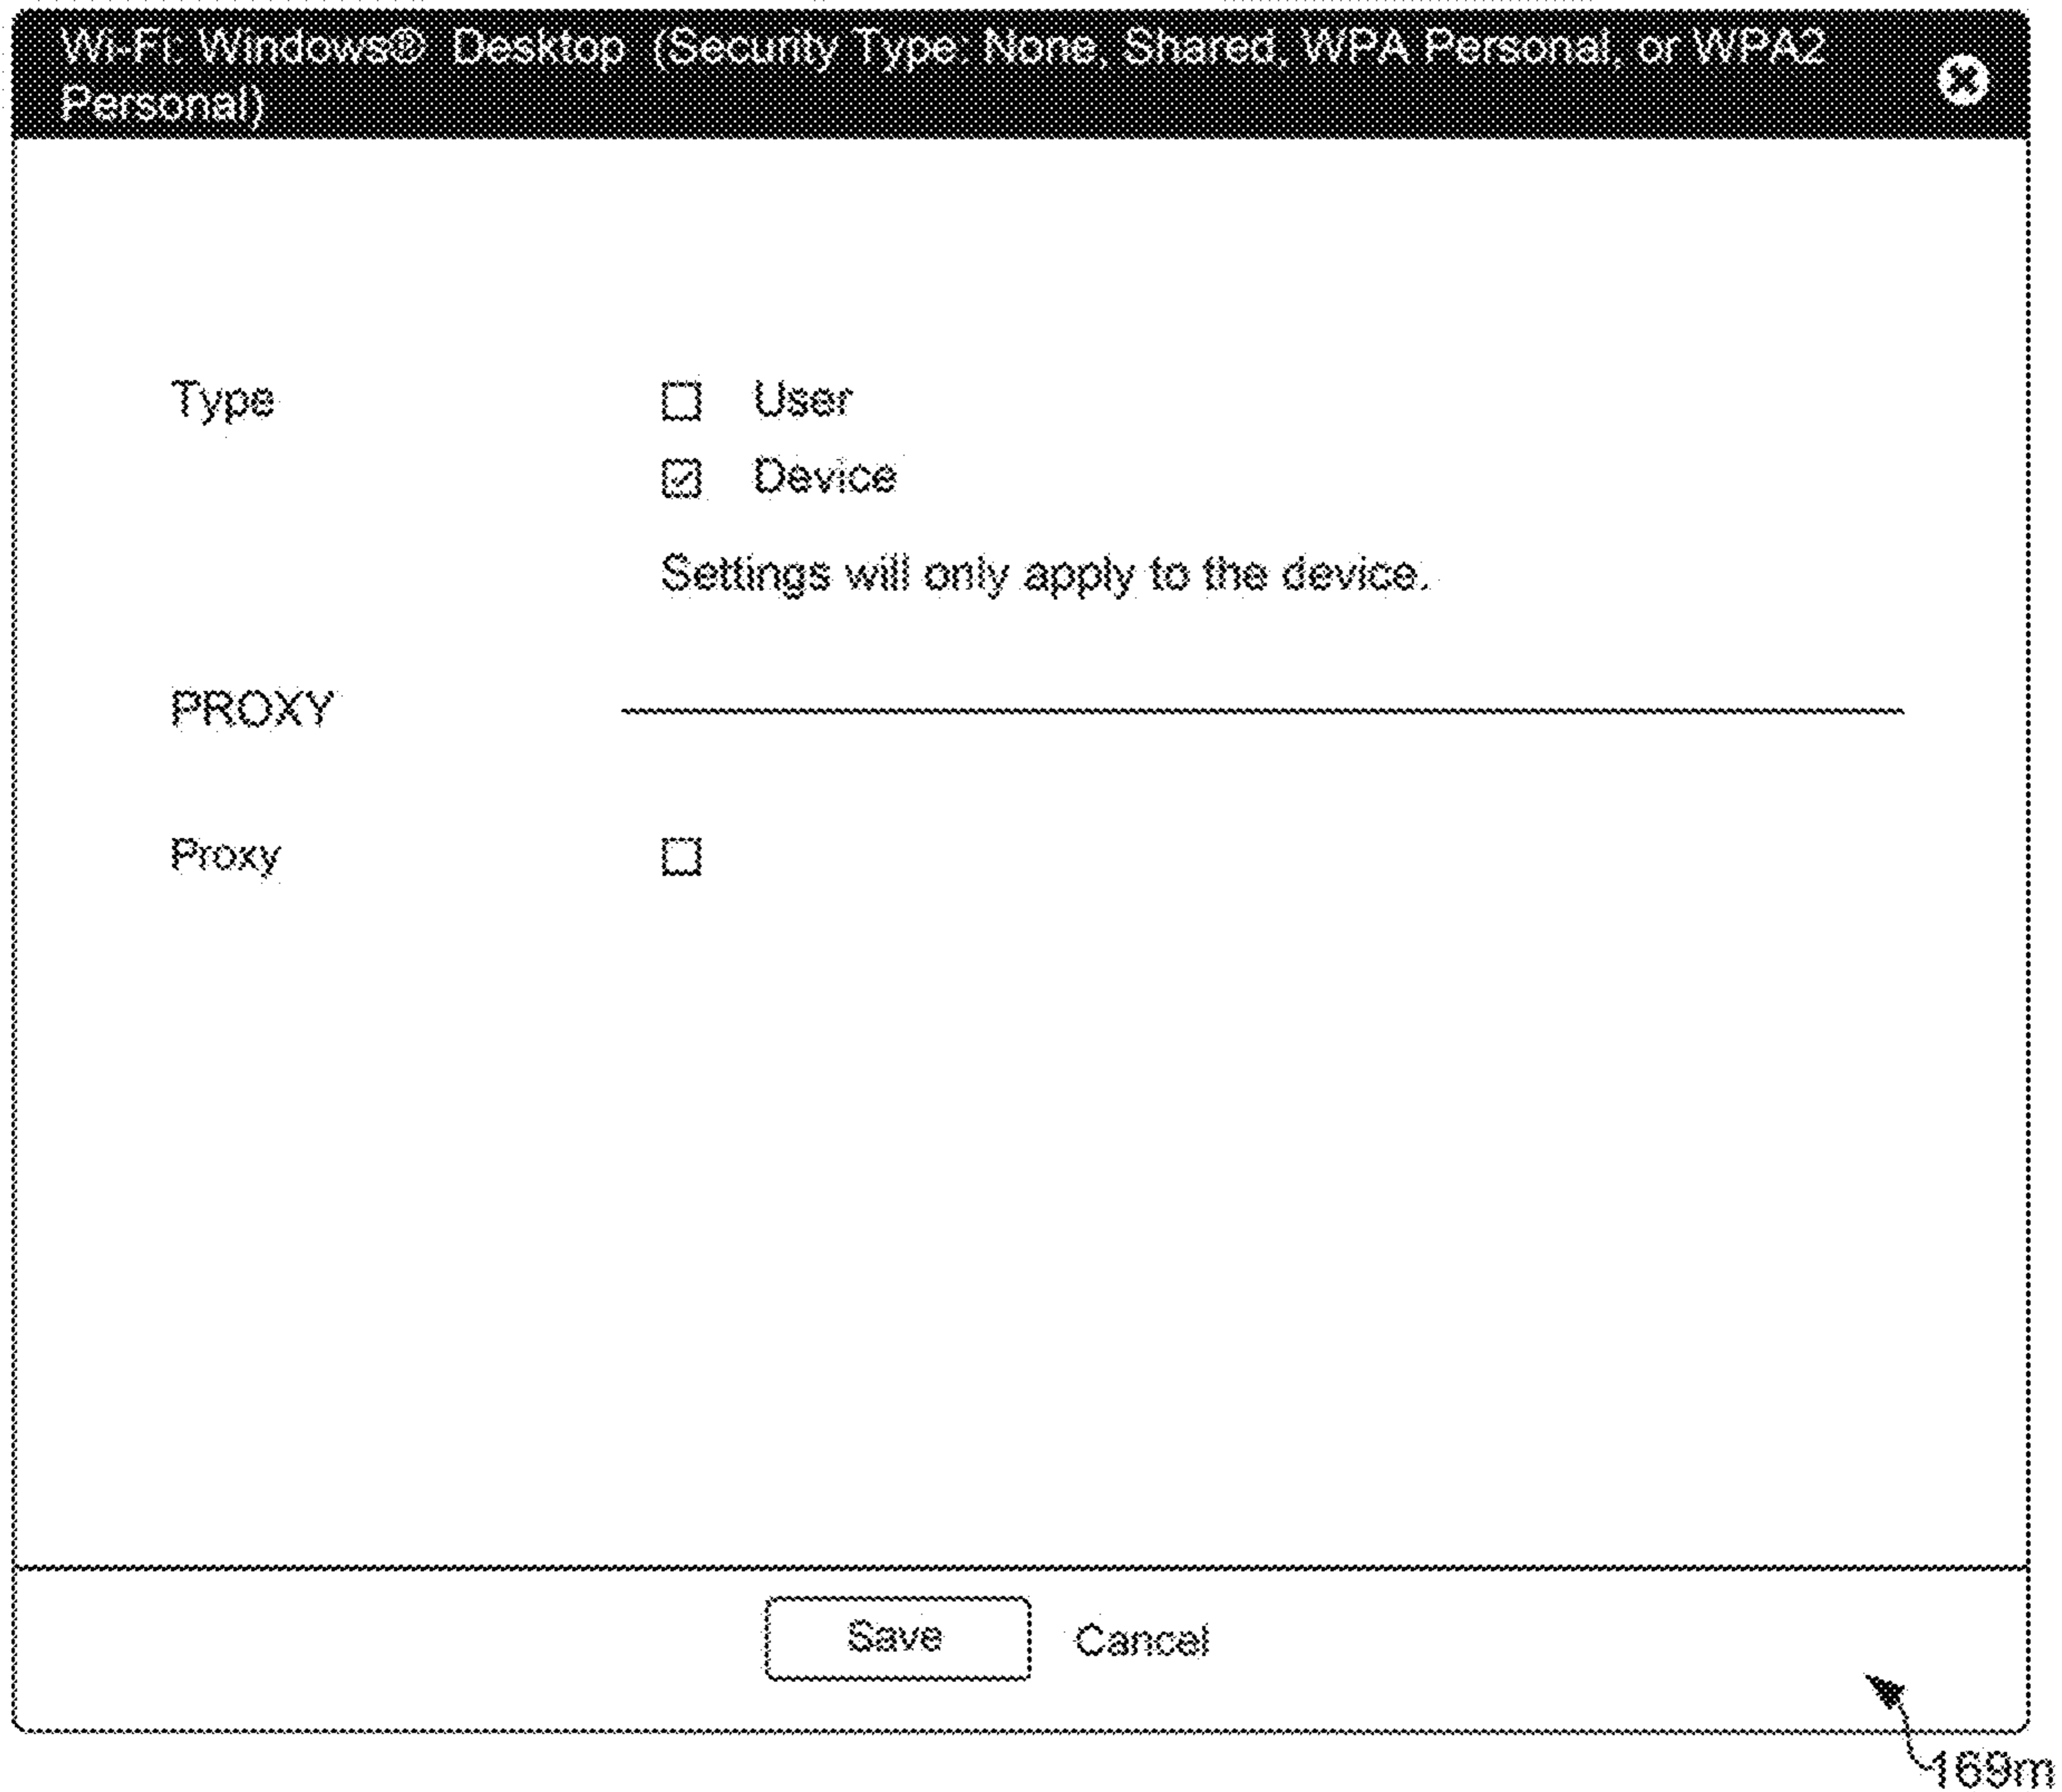 Wi-Fi: Windows® Desktop (Security Type: None, Shared, WPA Personal, or WPA2
Personal)
Type
User
Device
Settings will only apply to the device.
PROXY
Proxy
Save Cancel
169m